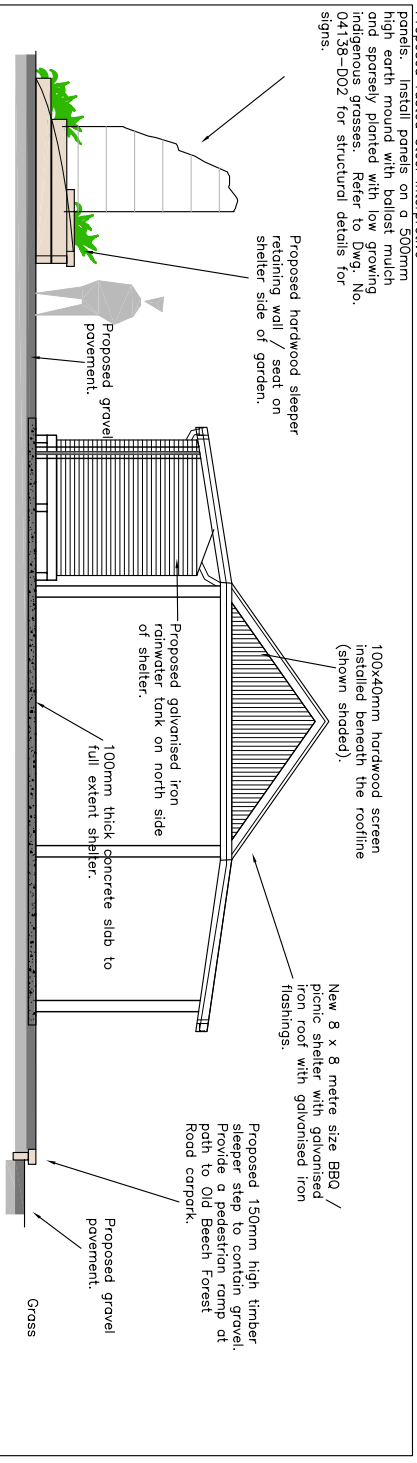 panels.  Install panels on a 500mm
high earth mound with ballast mulch
and sparsely planted with low growing
indigenous grasses.  Refer to Dwg. No.
04138-D02 for structural details for
signs.
Proposed hardwood sleeper
retaining wall / seat on
shelter side of garden.
Proposed gravel
pavement.
100x40mm hardwood screen
installed beneath the roofline
(shown shaded).
Proposed galvanised iron
rainwater tank on north side
of shelter.
100mm thick concrete slab to
full extent shelter.
New 8 x 8 metre size BBQ /
picnic shelter with galvanised
iron roof with galvanised iron
flashings.
Proposed 150mm high timber
sleeper step to contain gravel.
Provide a pedestrian ramp at
path to Old Beech Forest
Road carpark.
Proposed gravel
pavement.
Grass